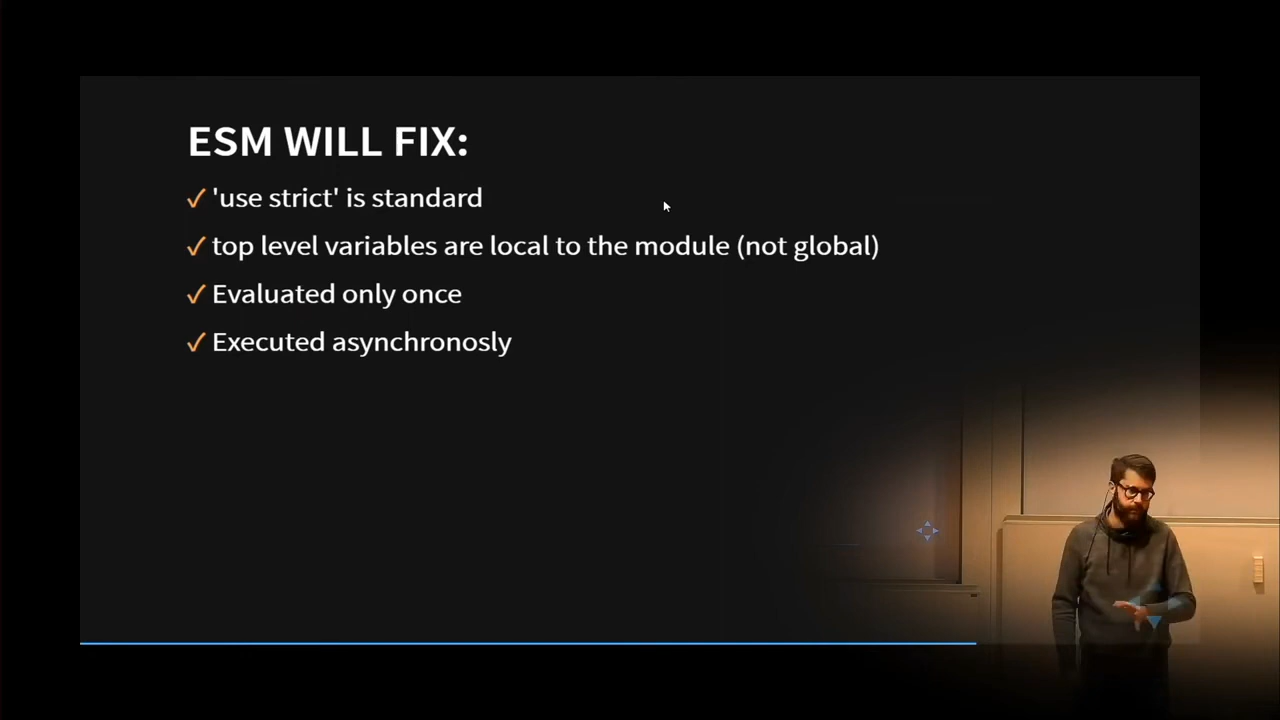 ESM WILL FIX:
✓ 'use strict' is standard
✓ top level variables are local to the module (not global)
✓ Evaluated only once
✓ Executed asynchronosly